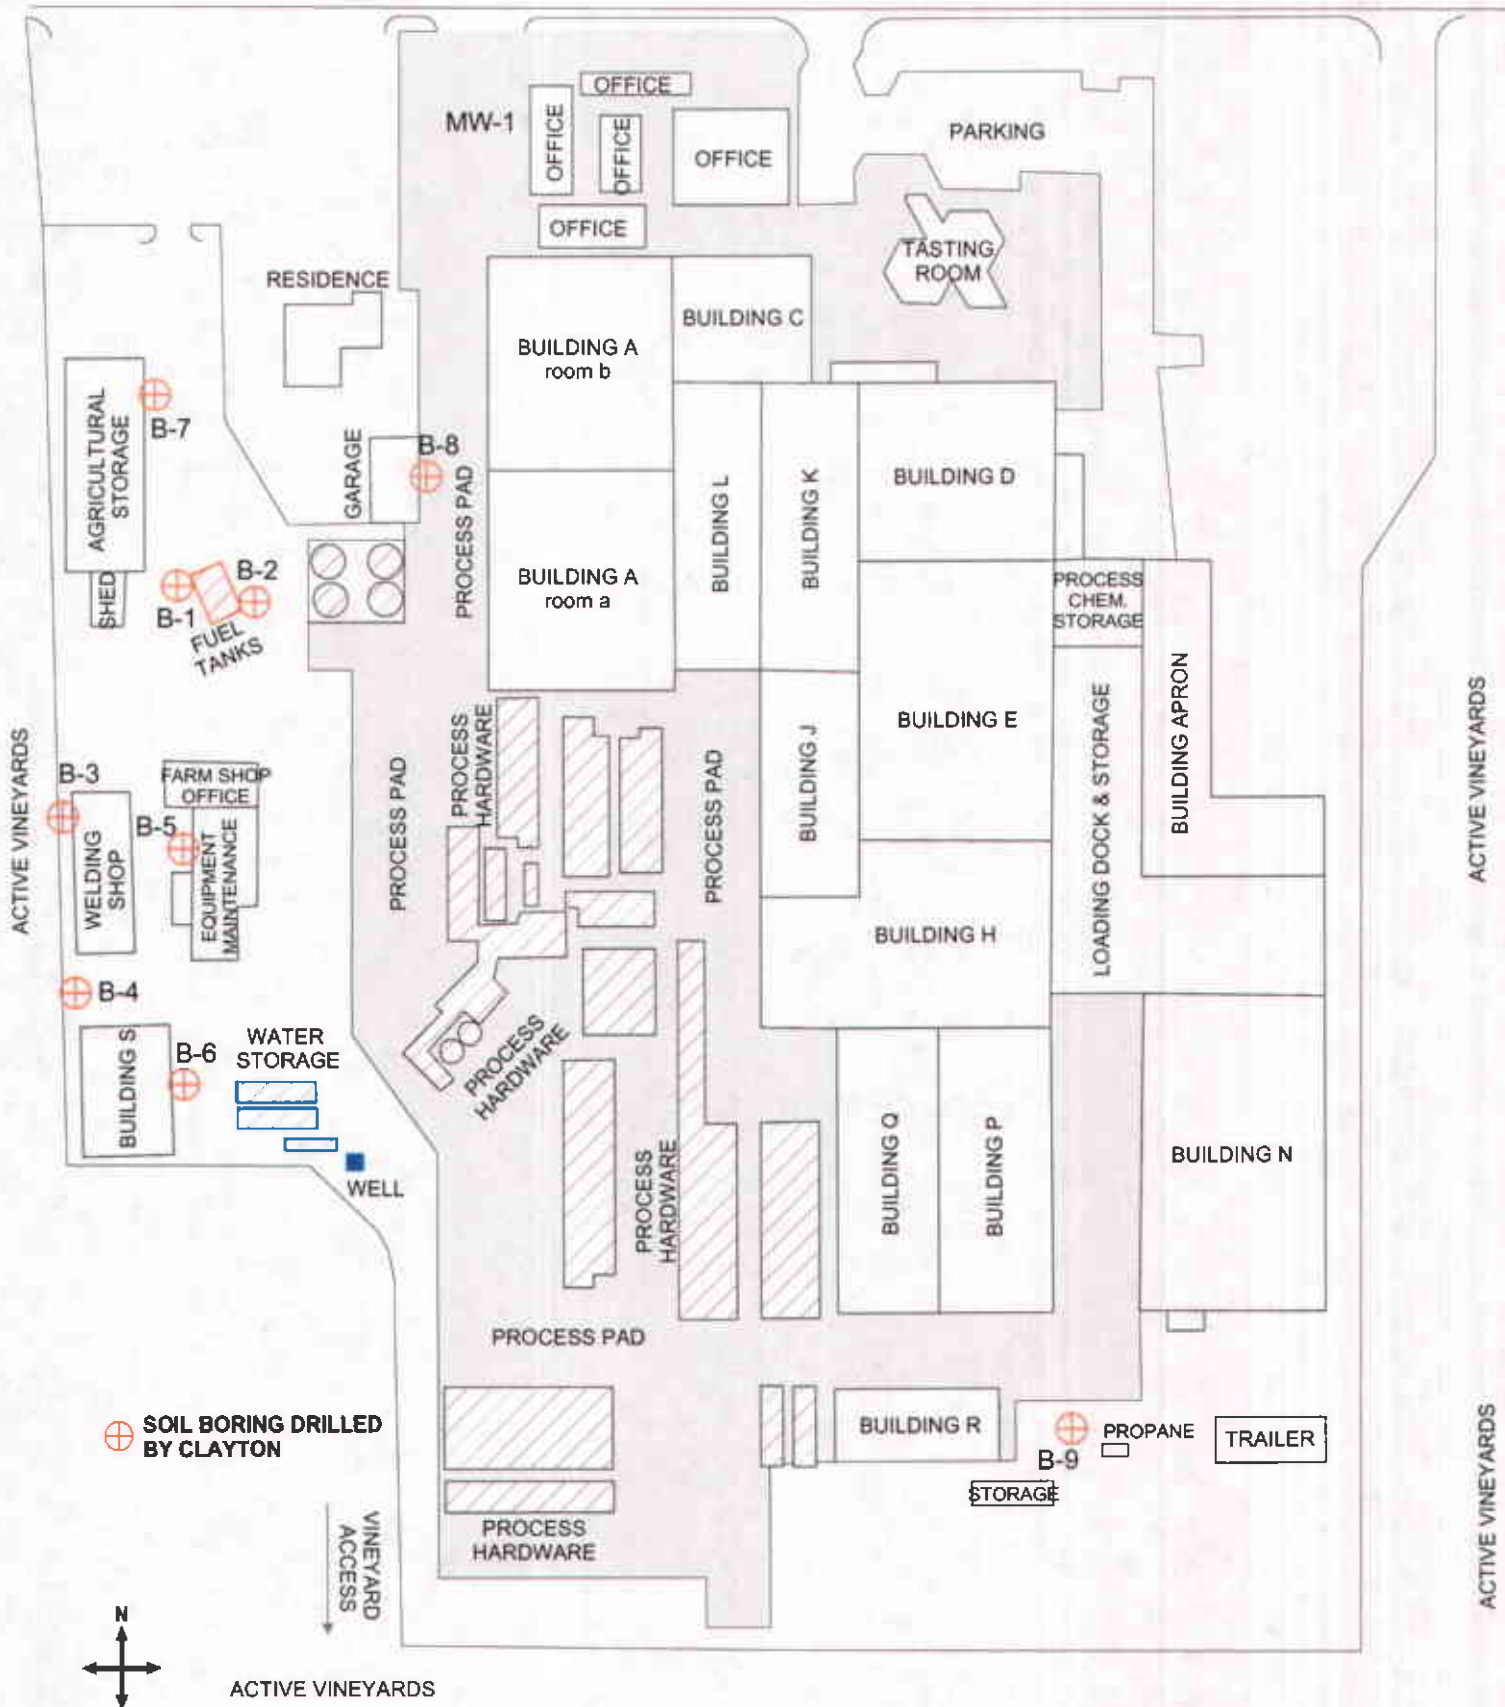 OFFICE
MW-1
OFFICE
OFFICE
OFFICE
OFFICE
PARKING
TASTING
ROOM
RESIDENCE
BUILDING A
room b
BUILDING C
B-7
AGRICULTURAL
STORAGE
GARAGE
B-8
PROCESS PAD
BUILDING L
BUILDING K
BUILDING D
BUILDING A
room a
SHED
B-1
B-2
FUEL
TANKS
PROCESS
CHEM.
STORAGE
BUILDING E
BUILDING J
LOADING DOCK & STORAGE
BUILDING APRON
ACTIVE VINEYARDS
ACTIVE VINEYARDS
B-3
FARM SHOP
OFFICE
B-5
WELDING
SHOP
EQUIPMENT
MAINTENANCE
PROCESS PAD
PROCESS
HARDWARE
PROCESS PAD
BUILDING H
B-4
BUILDING S
B-6
WATER
STORAGE
WELL
PROCESS
HARDWARE
PROCESS
HARDWARE
BUILDING Q
BUILDING P
BUILDING N
PROCESS PAD
SOIL BORING DRILLED
BY CLAYTON
BUILDING R
B-9
PROPANE
TRAILER
STORAGE
PROCESS
HARDWARE
VINEYARD
ACCESS
ACTIVE VINEYARDS
N
ACTIVE VINEYARDS